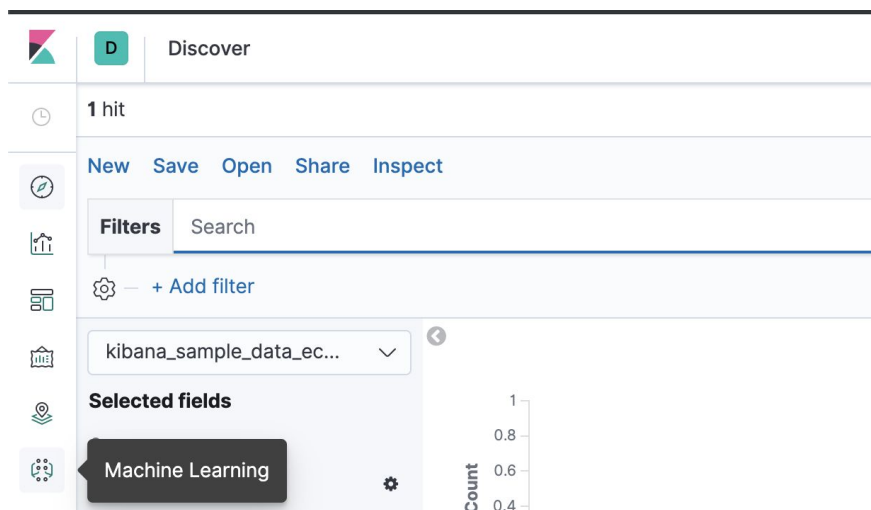 D Discover
1 hit
New Save Open Share Inspect
Filters Search
+ Add filter
kibana_sample_data_ec...
Selected fields
Machine Learning
1
0.8
0.6
0.4
Count